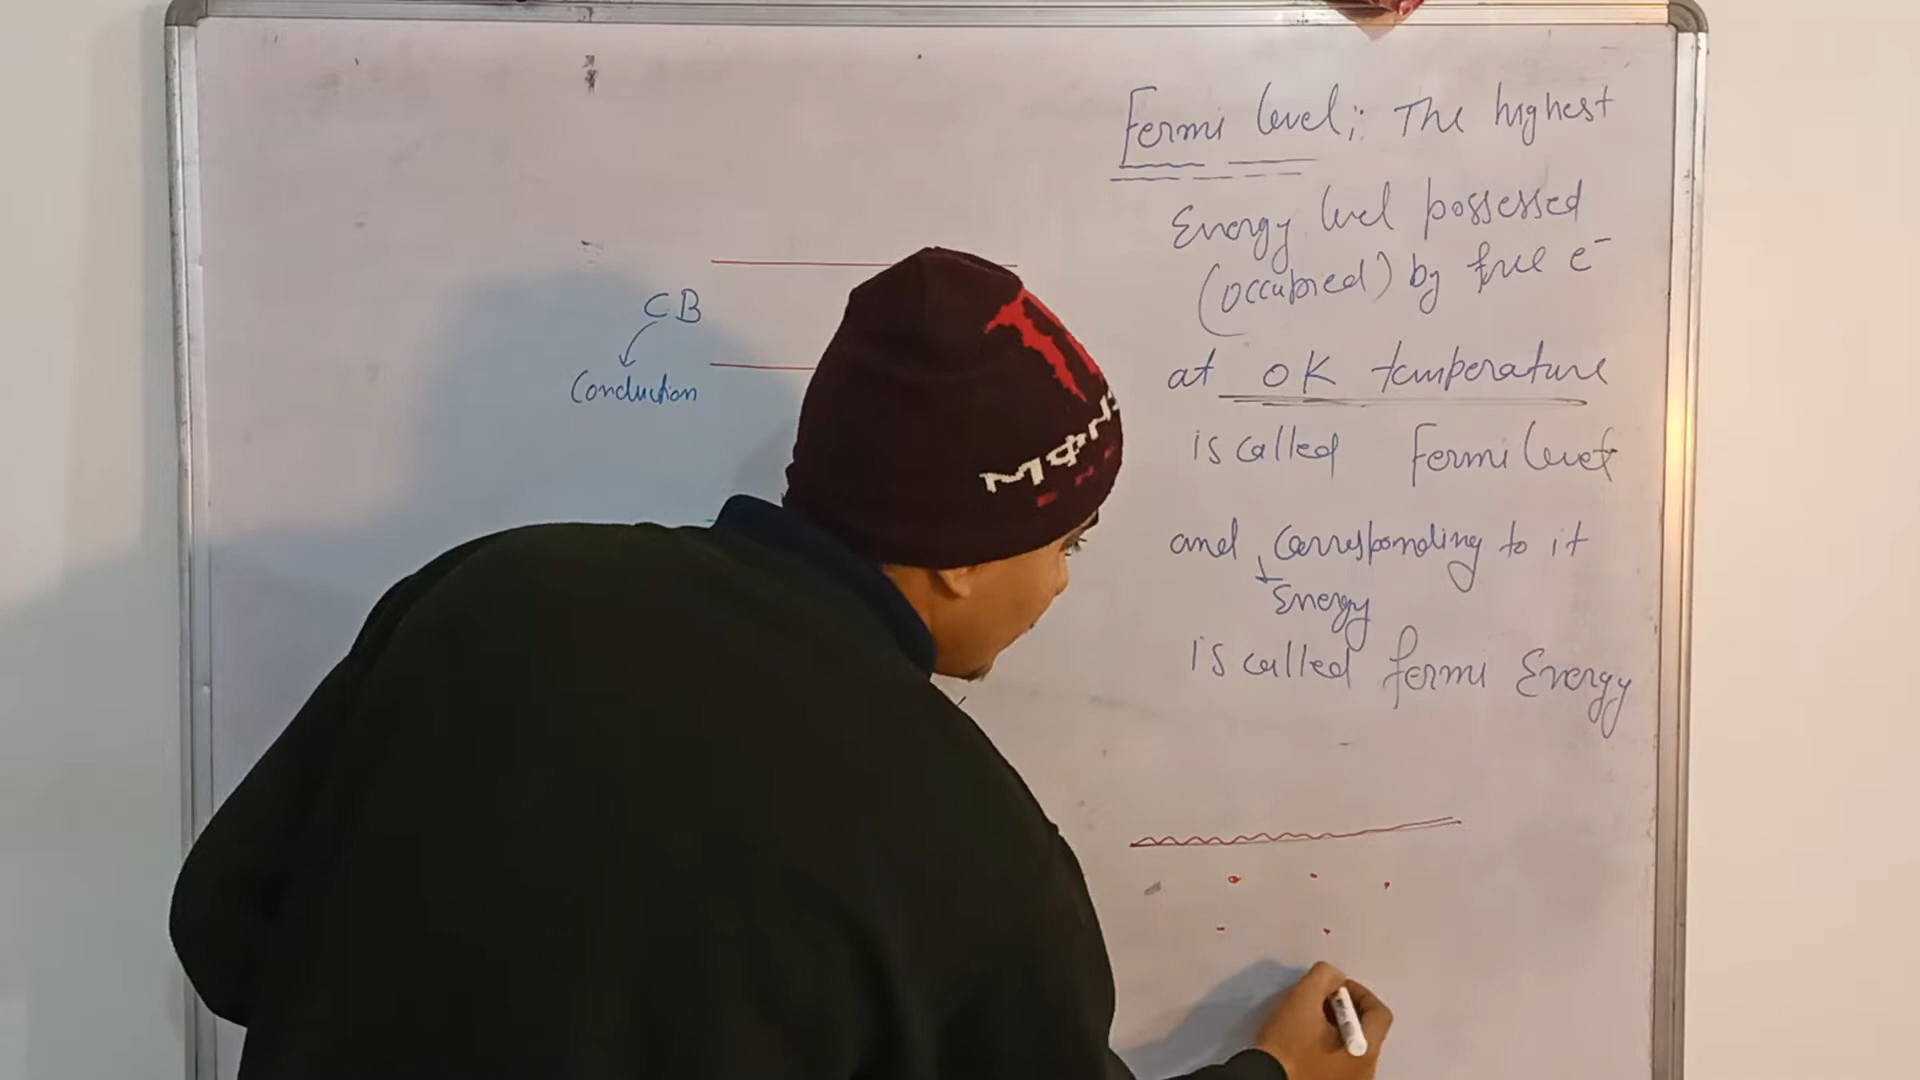 Fermi level;: The highest
Energy level possessed
(occupied) by free e⁻
at 0K temperature
is called Fermi level
and corresponding to it
Energy
is called fermi Energy
CB
Conduction